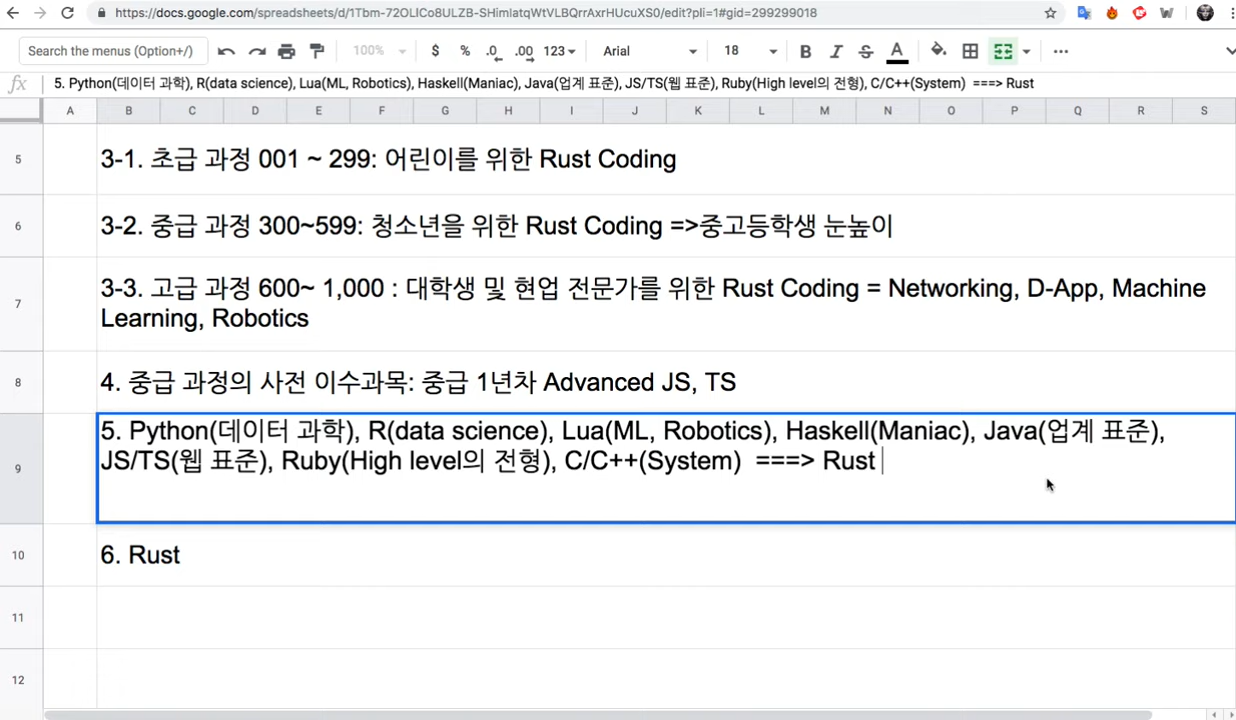 https://docs.google.com/spreadsheets/d/1Tbm-72OLlCo8ULZB-SHimIatqWtVLBQrrAxrHUcuXS0/edit?pli=1#gid=299299018
Search the menus (Option+/) 100% $ % .0 .00 123 Arial 18 B I S A
fx 5. Python(데이터 과학), R(data science), Lua(ML, Robotics), Haskell(Maniac), Java(업계 표준), JS/TS(웹 표준), Ruby(High level의 전형), C/C++(System) ===> Rust
A B C D E F G H I J K L M N O P Q R S
5 3-1. 초급 과정 001 ~ 299: 어린이를 위한 Rust Coding
6 3-2. 중급 과정 300~599: 청소년을 위한 Rust Coding =>중고등학생 눈높이
7 3-3. 고급 과정 600~ 1,000 : 대학생 및 현업 전문가를 위한 Rust Coding = Networking, D-App, Machine
Learning, Robotics
8 4. 중급 과정의 사전 이수과목: 중급 1년차 Advanced JS, TS
9 5. Python(데이터 과학), R(data science), Lua(ML, Robotics), Haskell(Maniac), Java(업계 표준),
JS/TS(웹 표준), Ruby(High level의 전형), C/C++(System) ===> Rust
10 6. Rust
11
12